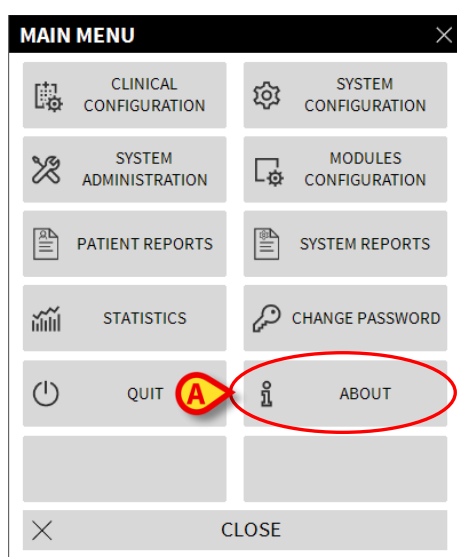 MAIN MENU
CLINICAL
CONFIGURATION
SYSTEM
CONFIGURATION
SYSTEM
ADMINISTRATION
MODULES
CONFIGURATION
PATIENT REPORTS
SYSTEM REPORTS
STATISTICS
CHANGE PASSWORD
QUIT
A
ABOUT
CLOSE